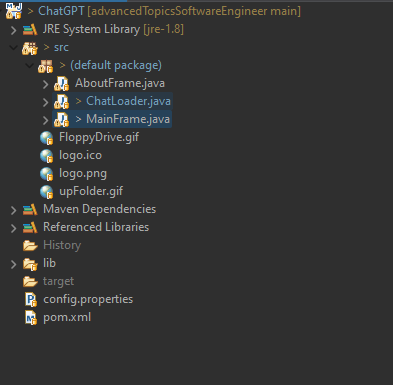 > ChatGPT [advancedTopicsSoftwareEngineer main]
JRE System Library [jre-1.8]
> src
> (default package)
AboutFrame.java
> ChatLoader.java
> MainFrame.java
FloppyDrive.gif
logo.ico
logo.png
upFolder.gif
Maven Dependencies
Referenced Libraries
History
lib
target
config.properties
pom.xml